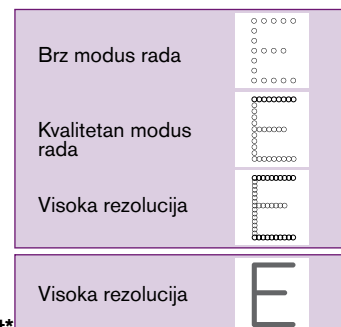 Brz modus rada
E
Kvalitetan modus
rada
E
Visoka rezolucija
E
Visoka rezolucija
E